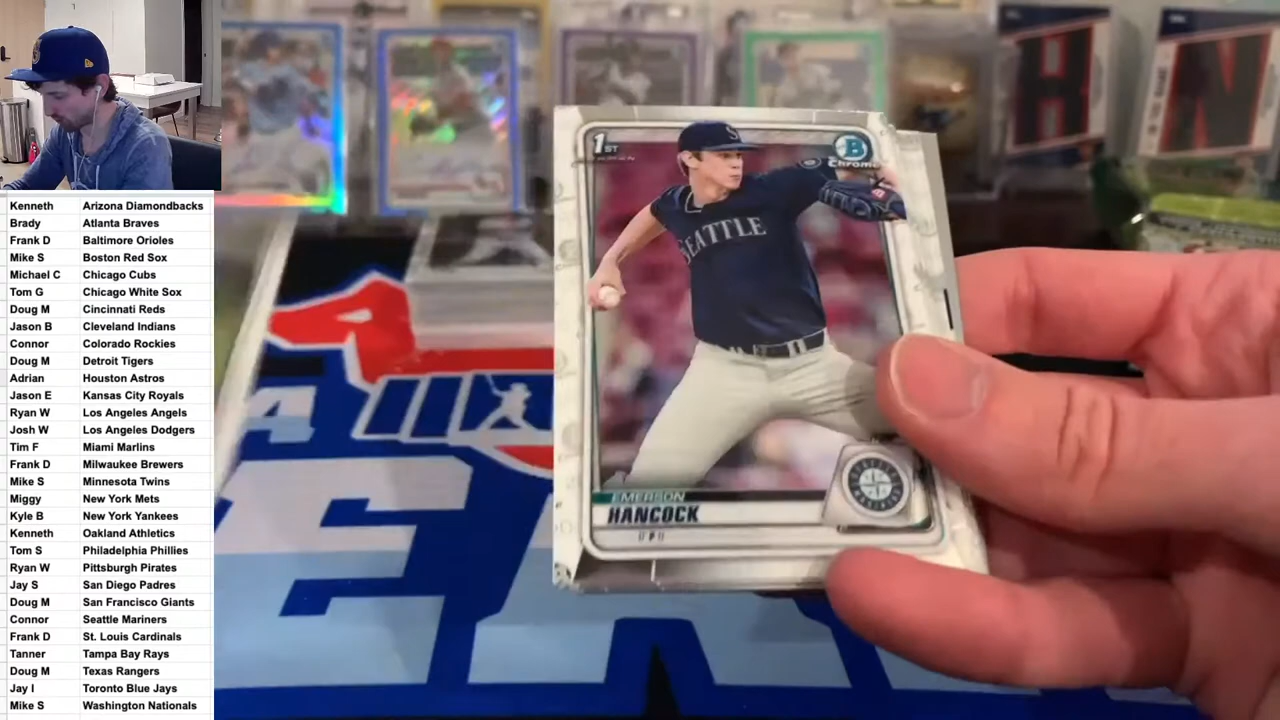 Kenneth Arizona Diamondbacks
Brady Atlanta Braves
Frank D Baltimore Orioles
Mike S Boston Red Sox
Michael C Chicago Cubs
Tom G Chicago White Sox
Doug M Cincinnati Reds
Jason B Cleveland Indians
Connor Colorado Rockies
Doug M Detroit Tigers
Adrian Houston Astros
Jason E Kansas City Royals
Ryan W Los Angeles Angels
Josh W Los Angeles Dodgers
Tim F Miami Marlins
Frank D Milwaukee Brewers
Mike S Minnesota Twins
Miggy New York Mets
Kyle B New York Yankees
Kenneth Oakland Athletics
Tom S Philadelphia Phillies
Ryan W Pittsburgh Pirates
Jay S San Diego Padres
Doug M San Francisco Giants
Connor Seattle Mariners
Frank D St. Louis Cardinals
Tanner Tampa Bay Rays
Doug M Texas Rangers
Jay I Toronto Blue Jays
Mike S Washington Nationals
1ST
B
Chrome
S
SEATTLE
EMERSON
HANCOCK
H
N